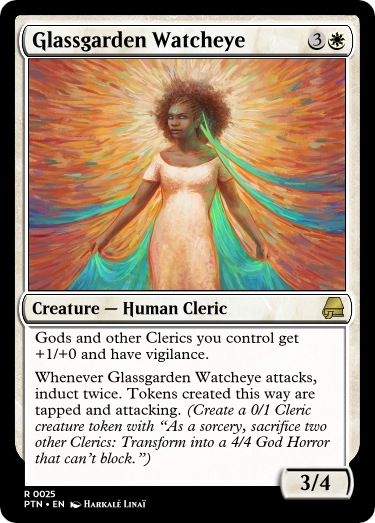 Glassgarden Watcheye 3
Creature — Human Cleric
Gods and other Clerics you control get
+1/+0 and have vigilance.
Whenever Glassgarden Watcheye attacks,
induct twice. Tokens created this way are
tapped and attacking. (Create a 0/1 Cleric
creature token with “As a sorcery, sacrifice two
other Clerics: Transform into a 4/4 God Horror
that can’t block.”)
3/4
R 0025
PTN • EN Harkalé Linaï